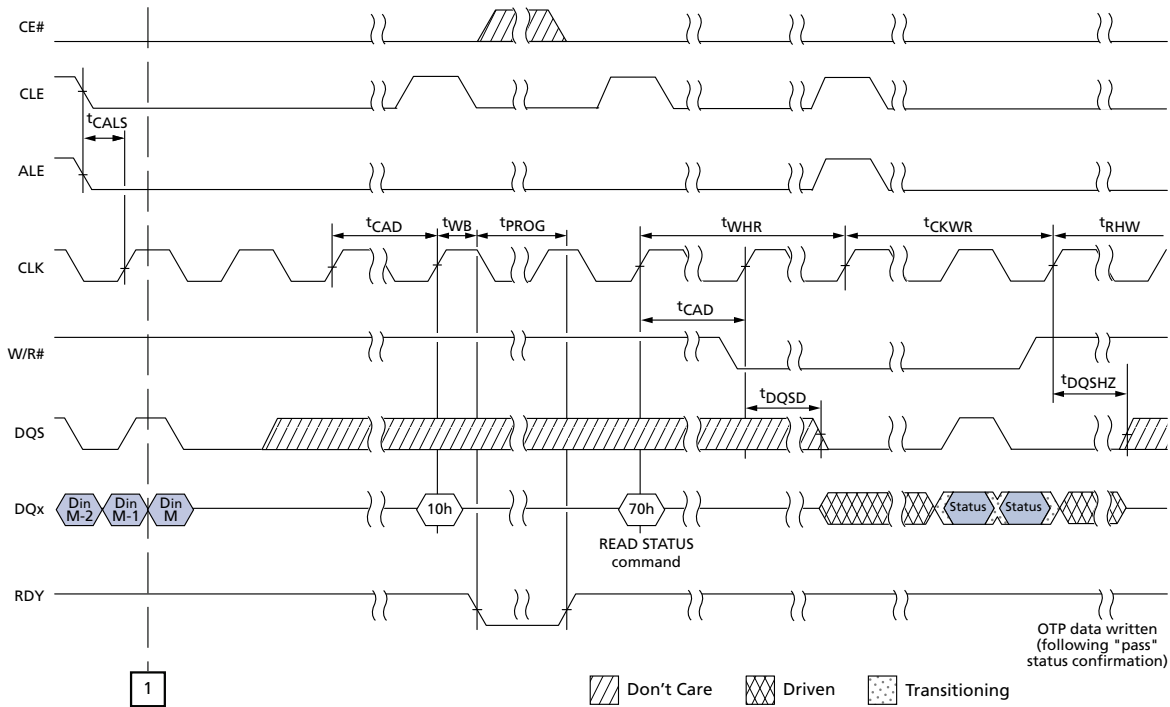 CE#
CLE
tCALS
ALE
tCAD
tWB
tPROG
tWHR
tCKWR
tRHW
CLK
tCAD
W/R#
tDQSD
tDQSHZ
DQS
DQx
Din M-2
Din M-1
Din M
10h
70h
Status
Status
READ STATUS
command
RDY
OTP data written
(following "pass"
status confirmation)
1
Don't Care
Driven
Transitioning